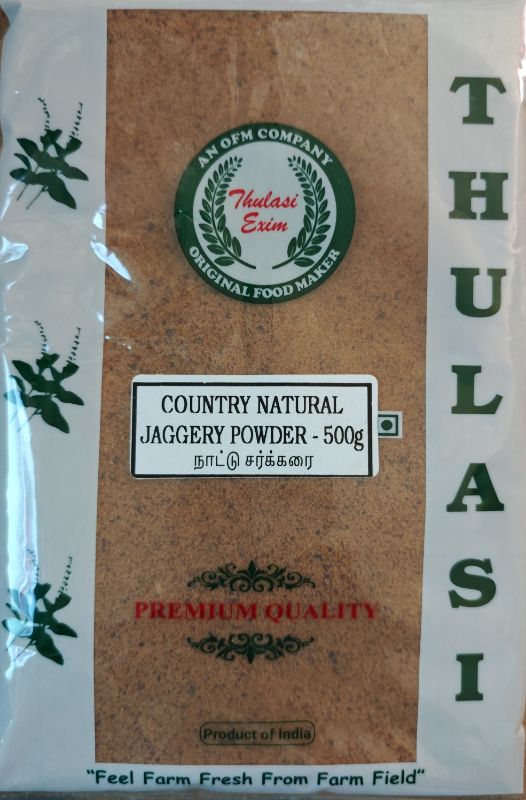 AN OFM COMPANY
Thulasi
Exim
ORIGINAL FOOD MAKER
THULASI
COUNTRY NATURAL
JAGGERY POWDER - 500g
நாட்டு சர்க்கரை
PREMIUM QUALITY
Product of India
"Feel Farm Fresh From Farm Field"